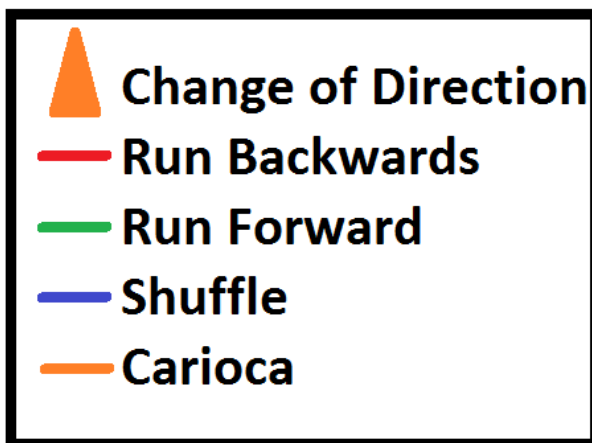 Change of Direction
Run Backwards
Run Forward
Shuffle
Carioca